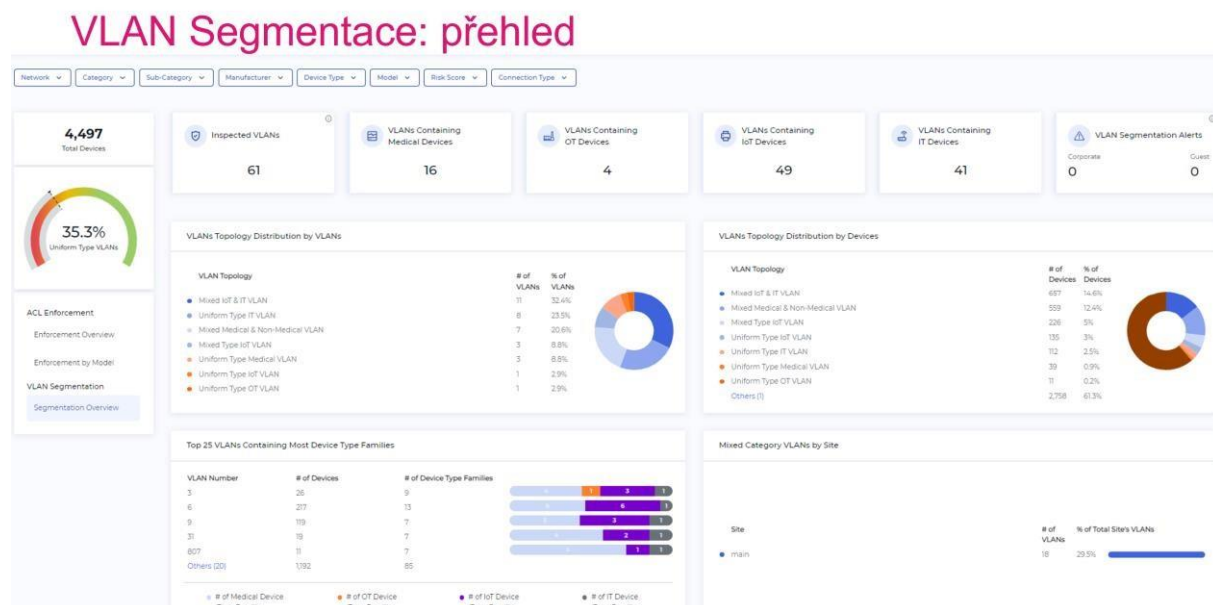 VLAN Segmentace: přehled
Network Category Sub-Category Manufacturer Device Type Model Risk Score Connection Type
4,497
Total Devices
35.3%
Uniform Type VLANs
ACL Enforcement
Enforcement Overview
Enforcement by Model
VLAN Segmentation
Segmentation Overview
Inspected VLANs
61
VLANs Containing
Medical Devices
16
VLANs Containing
OT Devices
4
VLANs Containing
IoT Devices
49
VLANs Containing
IT Devices
41
VLAN Segmentation Alerts
Corporate Guest
0 0
VLANs Topology Distribution by VLANs
VLAN Topology # of VLANs % of VLANs
Mixed IoT & IT VLAN 11 32.4%
Uniform Type IT VLAN 8 23.5%
Mixed Medical & Non-Medical VLAN 7 20.6%
Mixed Type IoT VLAN 3 8.8%
Uniform Type Medical VLAN 3 8.8%
Uniform Type IoT VLAN 1 2.9%
Uniform Type OT VLAN 1 2.9%
VLANs Topology Distribution by Devices
VLAN Topology # of Devices % of Devices
Mixed IoT & IT VLAN 657 14.6%
Mixed Medical & Non-Medical VLAN 559 12.4%
Mixed Type IoT VLAN 226 5%
Uniform Type IoT VLAN 135 3%
Uniform Type IT VLAN 112 2.5%
Uniform Type Medical VLAN 39 0.9%
Uniform Type OT VLAN 11 0.2%
Others (1) 2,758 61.3%
Top 25 VLANs Containing Most Device Type Families
VLAN Number # of Devices # of Device Type Families
3 26 9 1 3 1
6 217 13 6 1
9 119 7 3 1
31 19 7 2 1
807 11 7 1 1
Others (20) 1,192 85
# of Medical Device # of OT Device # of IoT Device # of IT Device
Mixed Category VLANs by Site
Site # of VLANs % of Total Site's VLANs
main 18 29.5%